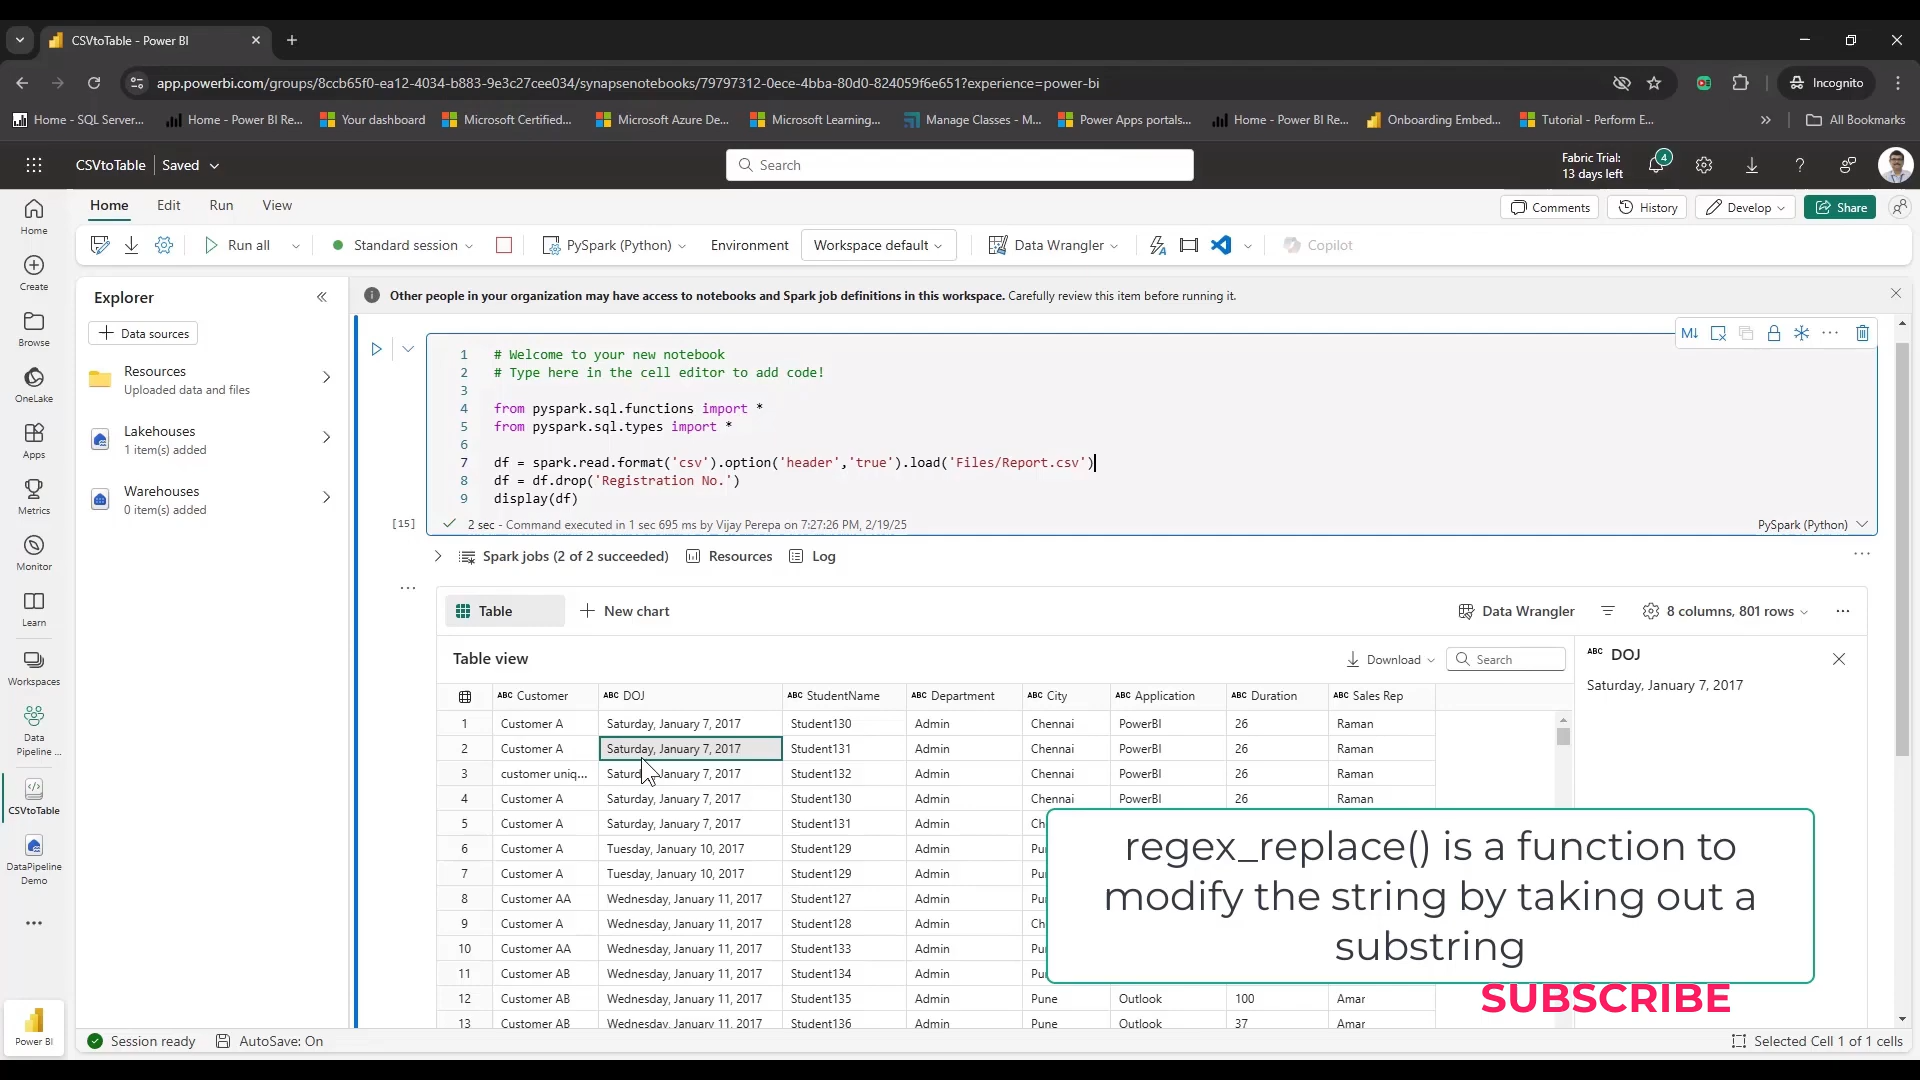 CSVtoTable - Power BI
app.powerbi.com/groups/8ccb65f0-ea12-4034-b883-9e3c27cee034/synapsenotebooks/79797312-0ece-4bba-80d0-824059f6e651?experience=power-bi
Incognito
Home - SQL Server...
Home - Power BI Re...
Your dashboard
Microsoft Certified...
Microsoft Azure De...
Microsoft Learning...
Manage Classes - M...
Power Apps portals...
Home - Power BI Re...
Onboarding Embed...
Tutorial - Perform E...
All Bookmarks
CSVtoTable
Saved
Search
Fabric Trial:
13 days left
4
Home
Edit
Run
View
Comments
History
Develop
Share
Run all
Standard session
PySpark (Python)
Environment
Workspace default
Data Wrangler
Copilot
Home
Create
Browse
OneLake
Apps
Metrics
Monitor
Learn
Workspaces
Data
Pipeline ...
CSVtoTable
DataPipeline
Demo
Power BI
Explorer
Data sources
Resources
Uploaded data and files
Lakehouses
1 item(s) added
Warehouses
0 item(s) added
Other people in your organization may have access to notebooks and Spark job definitions in this workspace. Carefully review this item before running it.
M↓
1 # Welcome to your new notebook
2 # Type here in the cell editor to add code!
3
4 from pyspark.sql.functions import *
5 from pyspark.sql.types import *
6
7 df = spark.read.format('csv').option('header','true').load('Files/Report.csv')
8 df = df.drop('Registration No.')
9 display(df)
[15]
2 sec - Command executed in 1 sec 695 ms by Vijay Perepa on 7:27:26 PM, 2/19/25
PySpark (Python)
Spark jobs (2 of 2 succeeded)
Resources
Log
Table
New chart
Data Wrangler
8 columns, 801 rows
Table view
Download
Search
ABC DOJ
Saturday, January 7, 2017
ABC Customer ABC DOJ ABC StudentName ABC Department ABC City ABC Application ABC Duration ABC Sales Rep
1 Customer A Saturday, January 7, 2017 Student130 Admin Chennai PowerBI 26 Raman
2 Customer A Saturday, January 7, 2017 Student131 Admin Chennai PowerBI 26 Raman
3 customer uniq... January 7, 2017 Student132 Admin Chennai PowerBI 26 Raman
4 Customer A Saturday, January 7, 2017 Student130 Admin Chennai PowerBI 26 Raman
5 Customer A Saturday, January 7, 2017 Student131 Admin
6 Customer A Tuesday, January 10, 2017 Student129 Admin
7 Customer A Tuesday, January 10, 2017 Student129 Admin
8 Customer AA Wednesday, January 11, 2017 Student127 Admin
9 Customer A Wednesday, January 11, 2017 Student128 Admin
10 Customer AA Wednesday, January 11, 2017 Student133 Admin
11 Customer AB Wednesday, January 11, 2017 Student134 Admin
12 Customer AB Wednesday, January 11, 2017 Student135 Admin Pune Outlook 100 Amar
13 Customer AB Wednesday, January 11, 2017 Student136 Admin Pune Outlook 37 Amar
regex_replace() is a function to
modify the string by taking out a
substring
SUBSCRIBE
Session ready
AutoSave: On
Selected Cell 1 of 1 cells